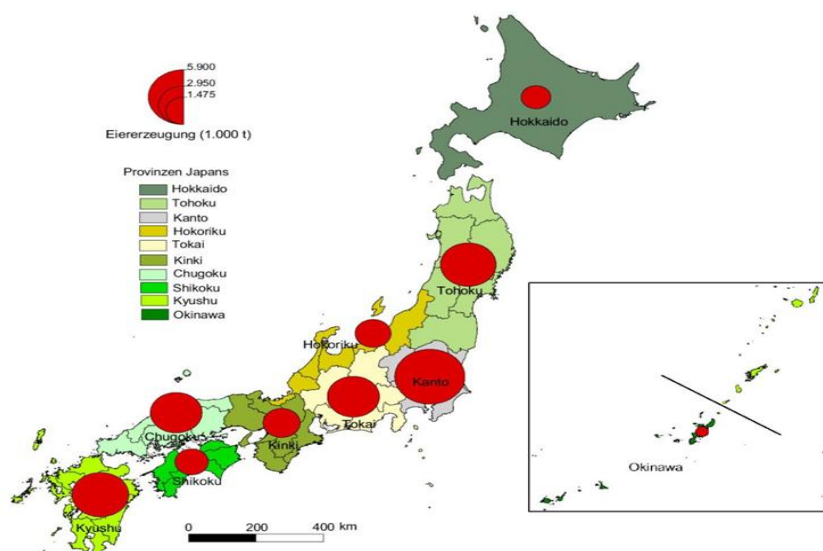 5.900
2.950
1.475
Eiererzeugung (1.000 t)
Provinzen Japans
Hokkaido
Tohoku
Kanto
Hokoriku
Tokai
Kinki
Chugoku
Shikoku
Kyushu
Okinawa
Hokkaido
Tohoku
Hokoriku
Kanto
Tokai
Chugoku
Kinki
Shikoku
Kyushu
Okinawa
0 200 400 km